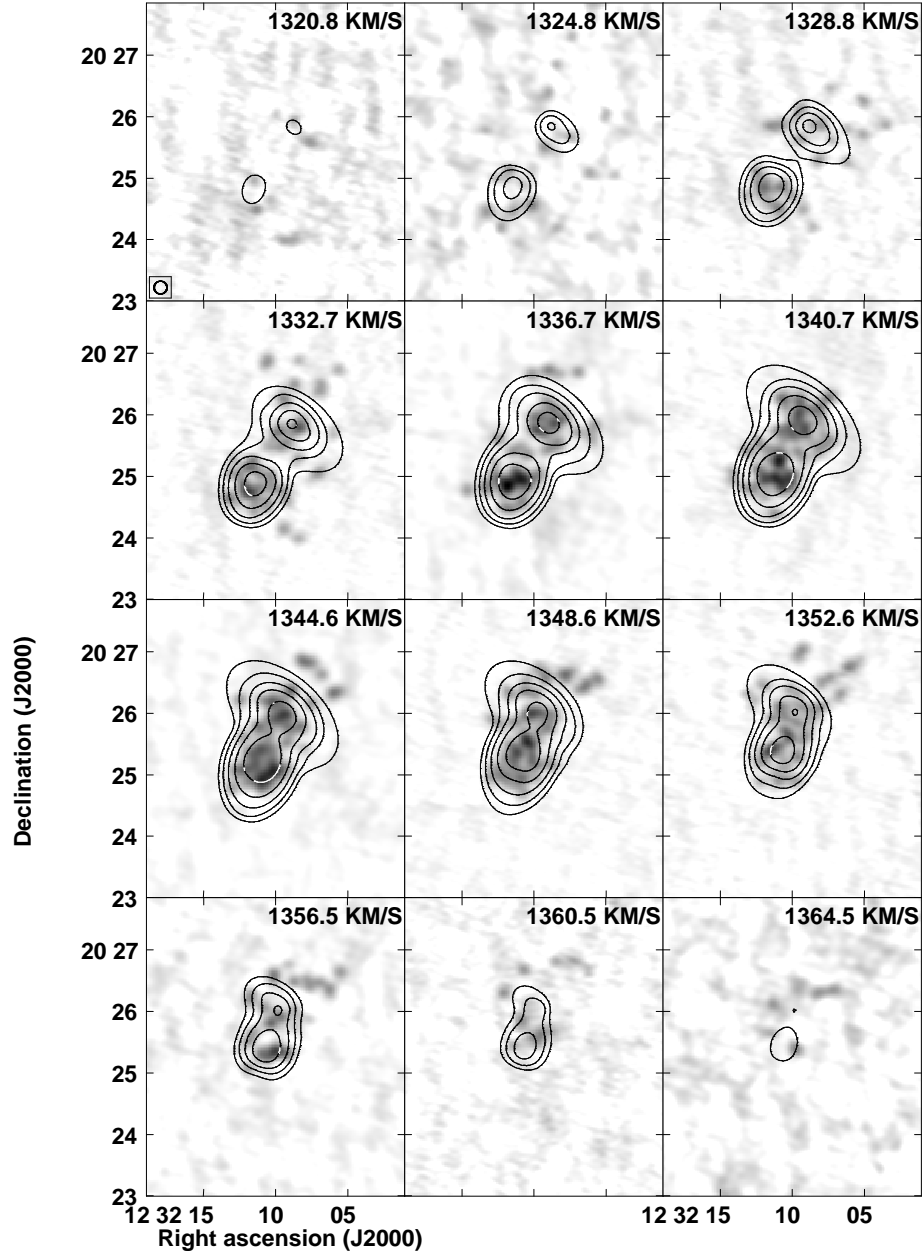 1320.8 KM/S
1324.8 KM/S
1328.8 KM/S
20 27
26
25
24
23
1332.7 KM/S
1336.7 KM/S
1340.7 KM/S
20 27
26
25
24
23
1344.6 KM/S
1348.6 KM/S
1352.6 KM/S
20 27
26
25
24
23
Declination (J2000)
1356.5 KM/S
1360.5 KM/S
1364.5 KM/S
20 27
26
25
24
23
12 32 15 10 05
12 32 15 10 05
Right ascension (J2000)